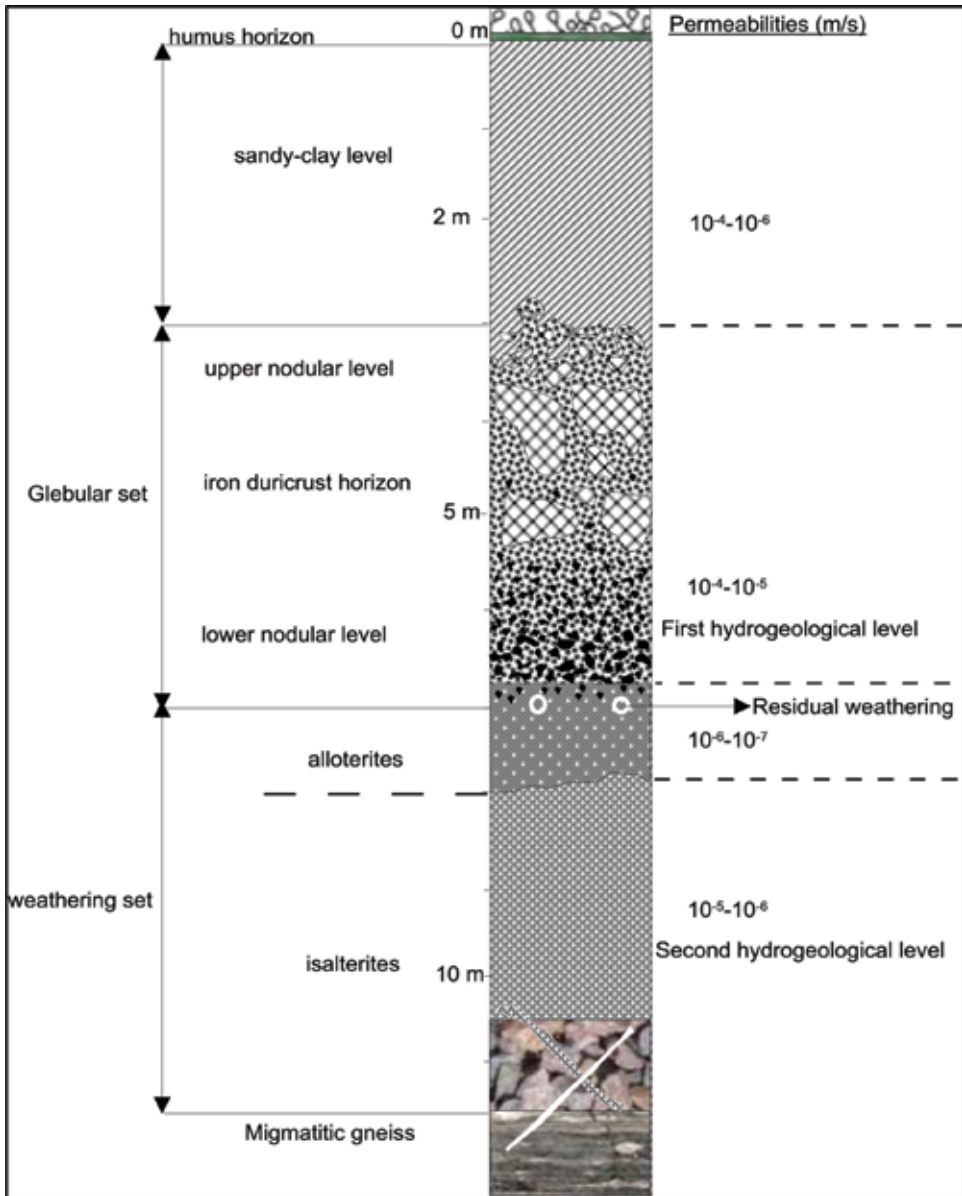 humus horizon
0 m
Permeabilities (m/s)
sandy-clay level
2 m
10⁻⁴-10⁻⁶
upper nodular level
Glebular set
iron duricrust horizon
5 m
10⁻⁴-10⁻⁵
lower nodular level
First hydrogeological level
Residual weathering
10⁻⁶-10⁻⁷
alloterites
weathering set
10⁻⁵-10⁻⁶
Second hydrogeological level
isalterites
10 m
Migmatitic gneiss